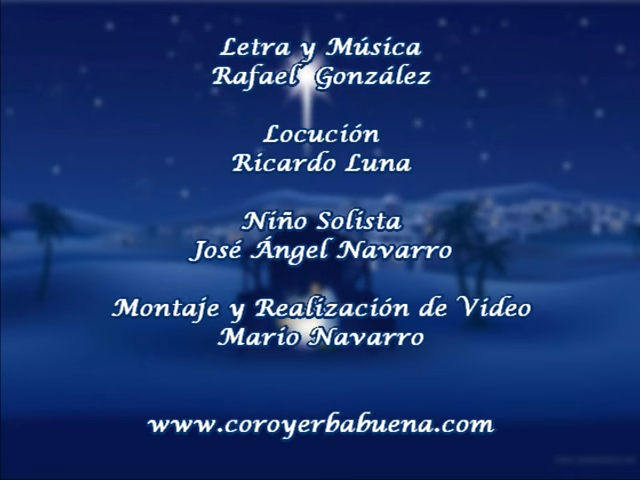 Letra y Música
Rafael González
Locución
Ricardo Luna
Niño Solista
José Ángel Navarro
Montaje y Realización de Video
Mario Navarro
www.coroyerbabuena.com